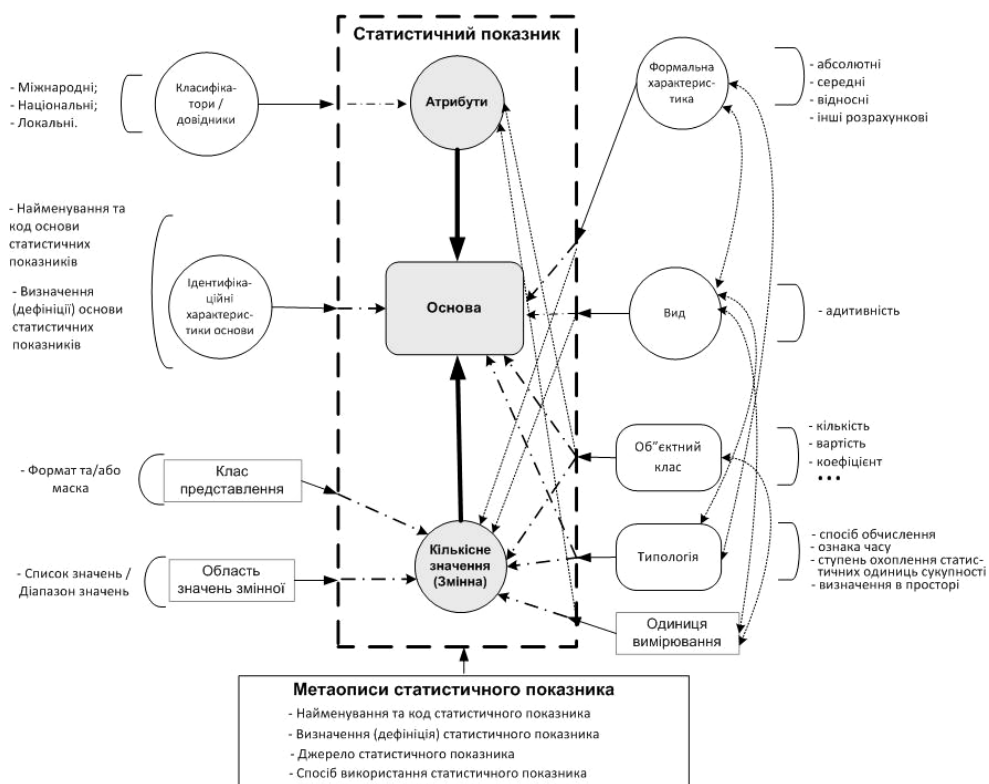 Статистичний показник
- Міжнародні;
- Національні;
- Локальні.
Класифіка-
тори /
довідники
Атрибути
Формальна
характерис-
тика
- абсолютні
- середні
- відносні
- інші розрахункові
- Найменування та
код основи
статистичних
показників
- Визначення
(дефініції) основи
статистичних
показників
Ідентифіка-
ційні
характерис-
тики основи
Основа
Вид
- адитивність
- Формат та/або
маска
Клас
представлення
Об"єктний
клас
- кількість
- вартість
- коефіцієнт
...
- Список значень /
Діапазон значень
Область
значень змінної
Кількісне
значення
(Змінна)
Типологія
- спосіб обчислення
- ознака часу
- ступень охоплення статис-
тичних одиниць сукупності
- визначення в просторі
Одиниця
вимірювання
Метаописи статистичного показника
- Найменування та код статистичного показника
- Визначення (дефініція) статистичного показника
- Джерело статистичного показника
- Спосіб використання статистичного показника